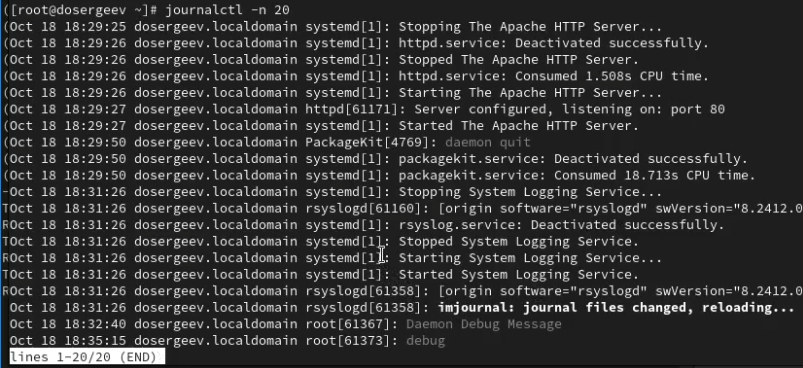 ([root@dosergeev ~]# journalctl -n 20
(Oct 18 18:29:25 dosergeev.localdomain systemd[1]: Stopping The Apache HTTP Server...
(Oct 18 18:29:26 dosergeev.localdomain systemd[1]: httpd.service: Deactivated successfully.
(Oct 18 18:29:26 dosergeev.localdomain systemd[1]: Stopped The Apache HTTP Server.
(Oct 18 18:29:26 dosergeev.localdomain systemd[1]: httpd.service: Consumed 1.508s CPU time.
(Oct 18 18:29:26 dosergeev.localdomain systemd[1]: Starting The Apache HTTP Server...
(Oct 18 18:29:27 dosergeev.localdomain httpd[61171]: Server configured, listening on: port 80
(Oct 18 18:29:27 dosergeev.localdomain systemd[1]: Started The Apache HTTP Server.
(Oct 18 18:29:50 dosergeev.localdomain PackageKit[4769]: daemon quit
(Oct 18 18:29:50 dosergeev.localdomain systemd[1]: packagekit.service: Deactivated successfully.
(Oct 18 18:29:50 dosergeev.localdomain systemd[1]: packagekit.service: Consumed 18.713s CPU time.
-Oct 18 18:31:26 dosergeev.localdomain systemd[1]: Stopping System Logging Service...
TOct 18 18:31:26 dosergeev.localdomain rsyslogd[61160]: [origin software="rsyslogd" swVersion="8.2412.0
ROct 18 18:31:26 dosergeev.localdomain systemd[1]: rsyslog.service: Deactivated successfully.
TOct 18 18:31:26 dosergeev.localdomain systemd[1]: Stopped System Logging Service.
ROct 18 18:31:26 dosergeev.localdomain systemd[1]: Starting System Logging Service...
TOct 18 18:31:26 dosergeev.localdomain systemd[1]: Started System Logging Service.
ROct 18 18:31:26 dosergeev.localdomain rsyslogd[61358]: [origin software="rsyslogd" swVersion="8.2412.0
Oct 18 18:31:26 dosergeev.localdomain rsyslogd[61358]: imjournal: journal files changed, reloading...
Oct 18 18:32:40 dosergeev.localdomain root[61367]: Daemon Debug Message
Oct 18 18:35:15 dosergeev.localdomain root[61373]: debug
lines 1-20/20 (END)